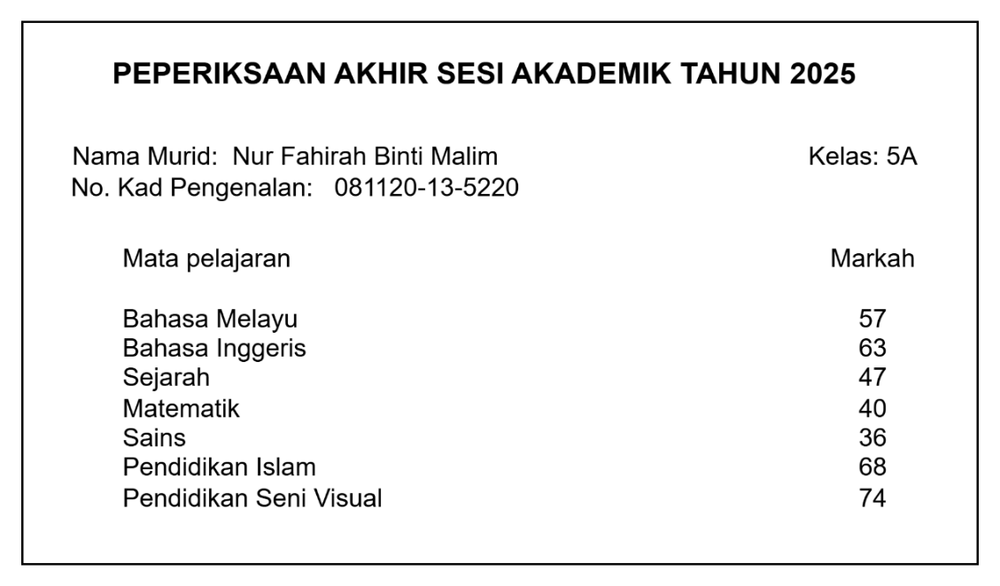 PEPERIKSAAN AKHIR SESI AKADEMIK TAHUN 2025
Nama Murid: Nur Fahirah Binti Malim Kelas: 5A
No. Kad Pengenalan: 081120-13-5220
Mata pelajaran Markah
Bahasa Melayu 57
Bahasa Inggeris 63
Sejarah 47
Matematik 40
Sains 36
Pendidikan Islam 68
Pendidikan Seni Visual 74